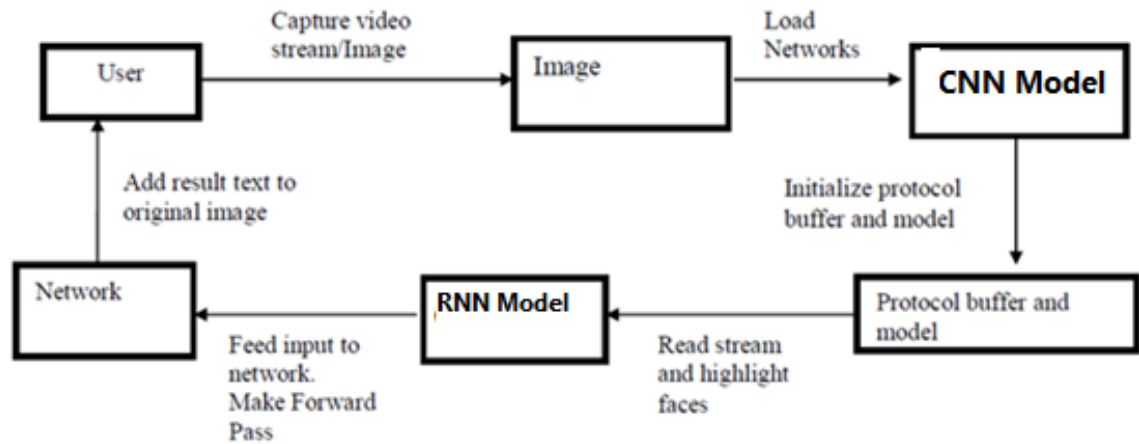 User
Capture video
stream/Image
Image
Load
Networks
CNN Model
Initialize protocol
buffer and model
Protocol buffer and
model
Read stream
and highlight
faces
RNN Model
Feed input to
network.
Make Forward
Pass
Network
Add result text to
original image